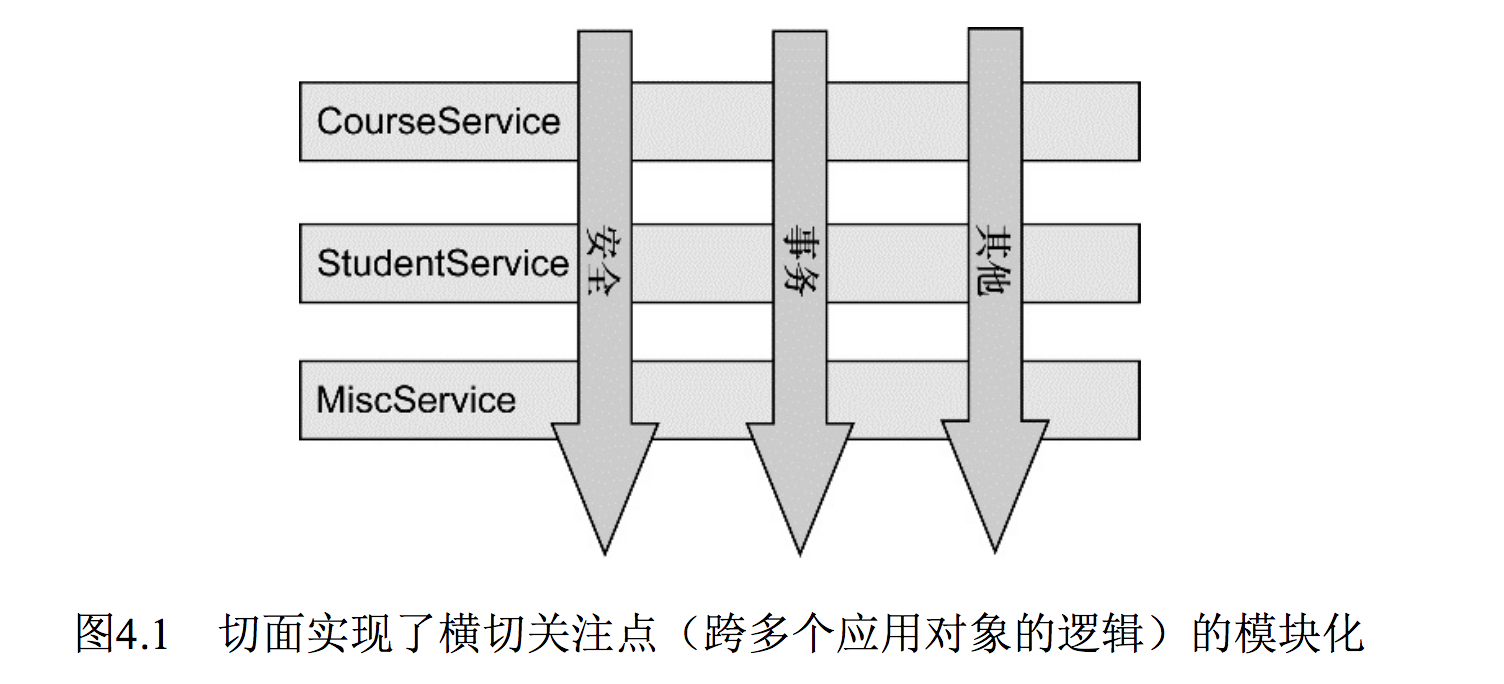 CourseService
StudentService
MiscService
安全
事务
其他
图4.1 切面实现了横切关注点（跨多个应用对象的逻辑）的模块化